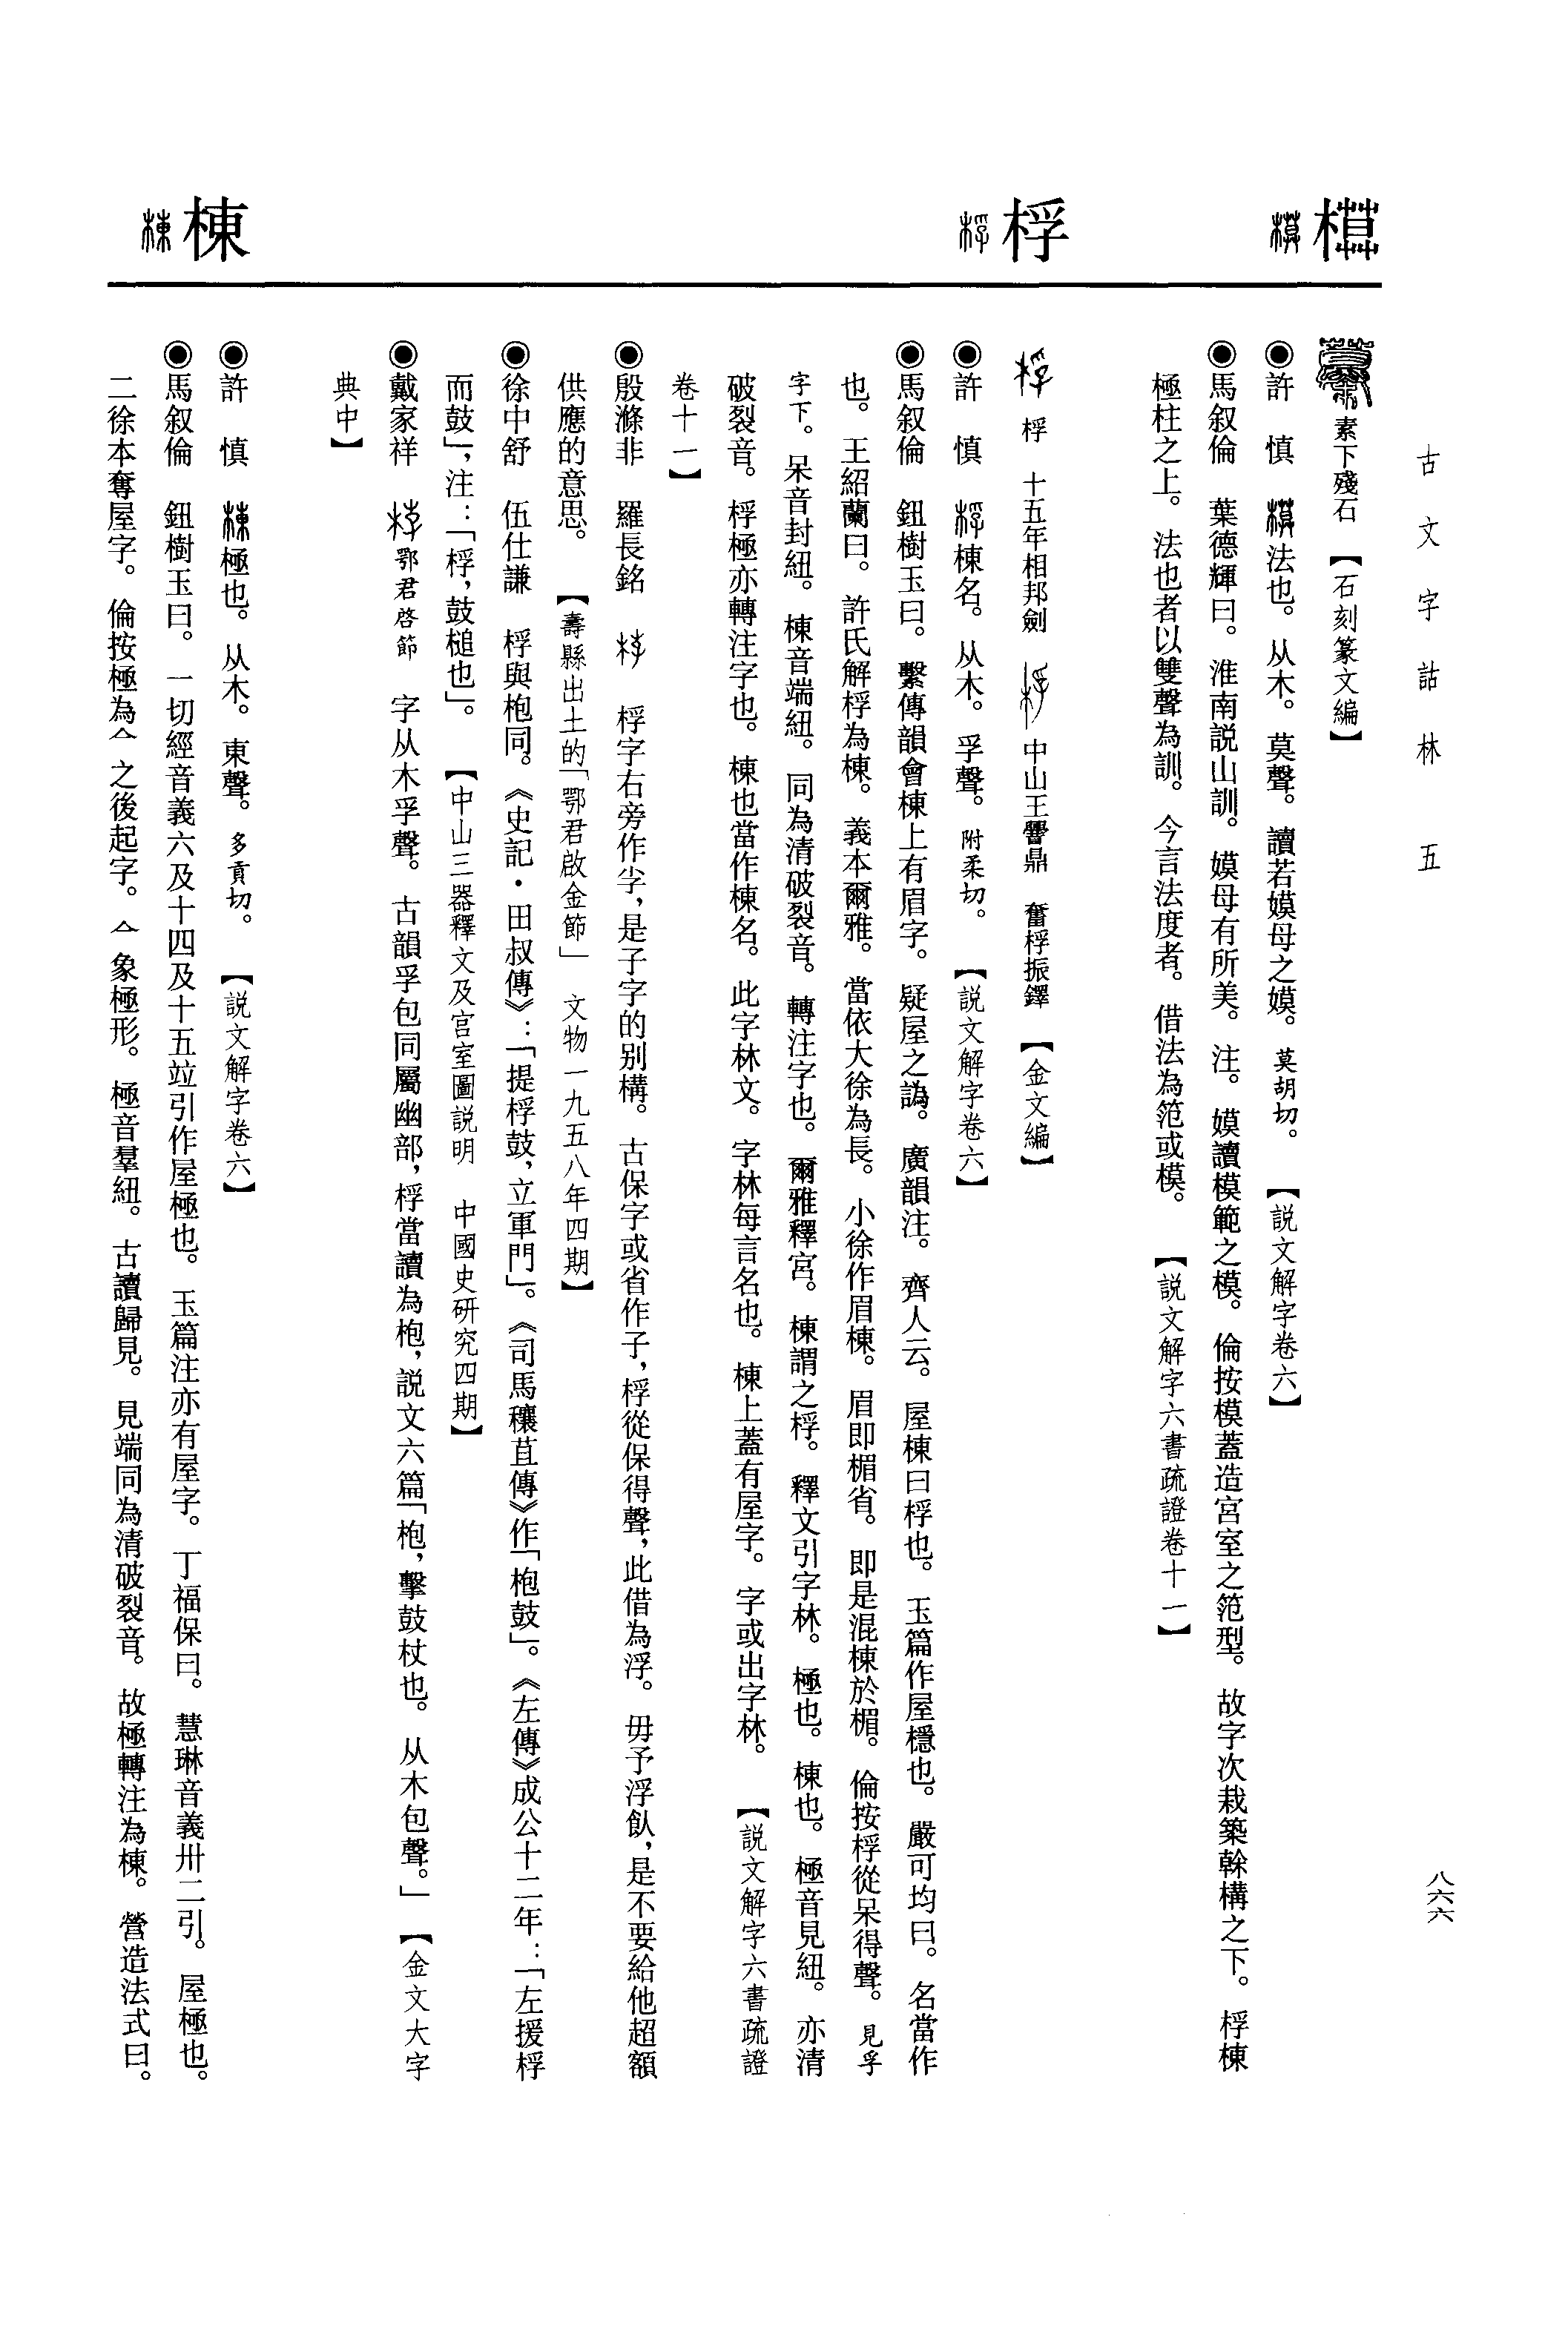 古文字詁林　五
八六六
模
素下殘石　【石刻篆文編】
◉許　慎　法也。从木。莫聲。讀若嫫母之嫫。莫胡切。　【説文解字卷六】
◉馬叙倫　葉德輝曰。淮南説山訓。嫫母有所美。注。嫫讀模範之模。倫按模蓋造宮室之笵型。故字次栽築榦構之下。桴棟
極柱之上。法也者以雙聲為訓。今言法度者。借法為笵或模。　【説文解字六書疏證卷十一】
桴
桴　十五年相邦劍　中山王譻鼎　奮桴振鐸　【金文編】
◉許　慎　棟名。从木。孚聲。附柔切。　【説文解字卷六】
◉馬叙倫　鈕樹玉曰。繫傳韻會棟上有眉字。疑屋之譌。廣韻注。齊人云。屋棟曰桴也。玉篇作屋檼也。嚴可均曰。名當作
也。王紹蘭曰。許氏解桴為棟。義本爾雅。當依大徐為長。小徐作眉棟。眉即楣省。即是混棟於楣。倫按桴從呆得聲。見孚
字下。呆音封紐。棟音端紐。同為清破裂音。轉注字也。爾雅釋宮。棟謂之桴。釋文引字林。極也。棟也。極音見紐。亦清
破裂音。桴極亦轉注字也。棟也當作棟名。此字林文。字林每言名也。棟上蓋有屋字。字或出字林。　【説文解字六書疏證
卷十一】
◉殷滌非　羅長銘　桴字右旁作，是子字的别構。古保字或省作子，桴從保得聲，此借為浮。毋予浮飤，是不要給他超額
供應的意思。　【壽縣出土的「鄂君啟金節」　文物一九五八年四期】
◉徐中舒　伍仕謙　桴與枹同。《史記・田叔傳》：「提桴鼓，立軍門」。《司馬穰苴傳》作「枹鼓」。《左傳》成公十二年：「左援桴
而鼓」，注：「桴，鼓槌也」。　【中山三器釋文及宫室圖説明　中國史研究四期】
◉戴家祥　鄂君啓節　字从木孚聲。古韻孚包同屬幽部，桴當讀為枹，説文六篇「枹，擊鼓杖也。从木包聲。」　【金文大字
典中】
棟
◉許　慎　極也。从木。東聲。多貢切。　【説文解字卷六】
◉馬叙倫　鈕樹玉曰。一切經音義六及十四及十五竝引作屋極也。玉篇注亦有屋字。丁福保曰。慧琳音義卅二引。屋極也。
二徐本奪屋字。倫按極為亼之後起字。亼象極形。極音羣紐。古讀歸見。見端同為清破裂音。故極轉注為棟。營造法式曰。